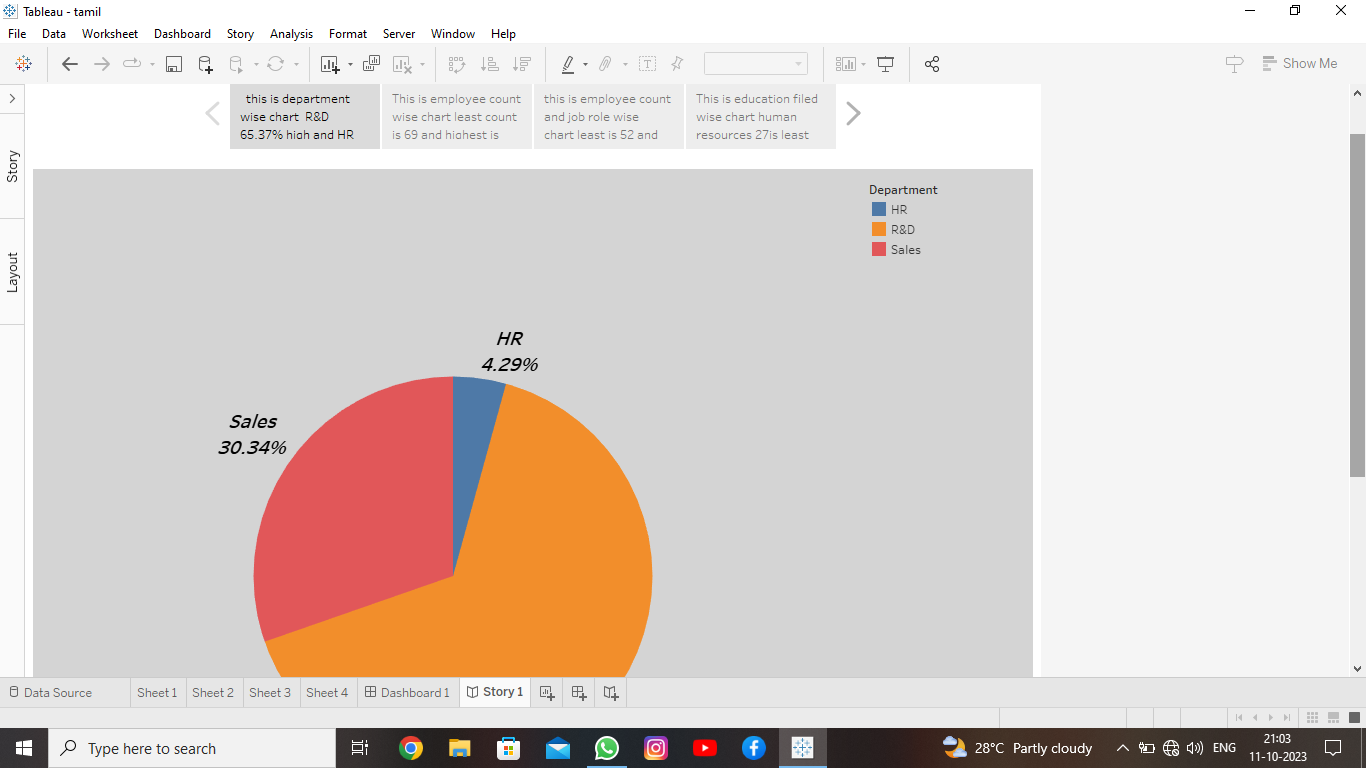 Tableau - tamil
File Data Worksheet Dashboard Story Analysis Format Server Window Help
Show Me
this is department
wise chart R&D
65.37% high and HR
This is employee count
wise chart least count
is 69 and highest is
this is employee count
and job role wise
chart least is 52 and
This is education filed
wise chart human
resources 27is least
Story
Layout
Department
HR
R&D
Sales
HR
4.29%
Sales
30.34%
Data Source Sheet 1 Sheet 2 Sheet 3 Sheet 4 Dashboard 1 Story 1
Type here to search
28°C Partly cloudy
ENG
21:03
11-10-2023